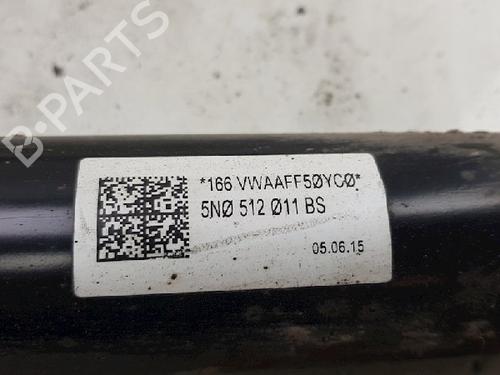 *166 VWAAFF5ØYCØ*
5NØ 512 Ø11 BS
05.06.15
B-PARTS